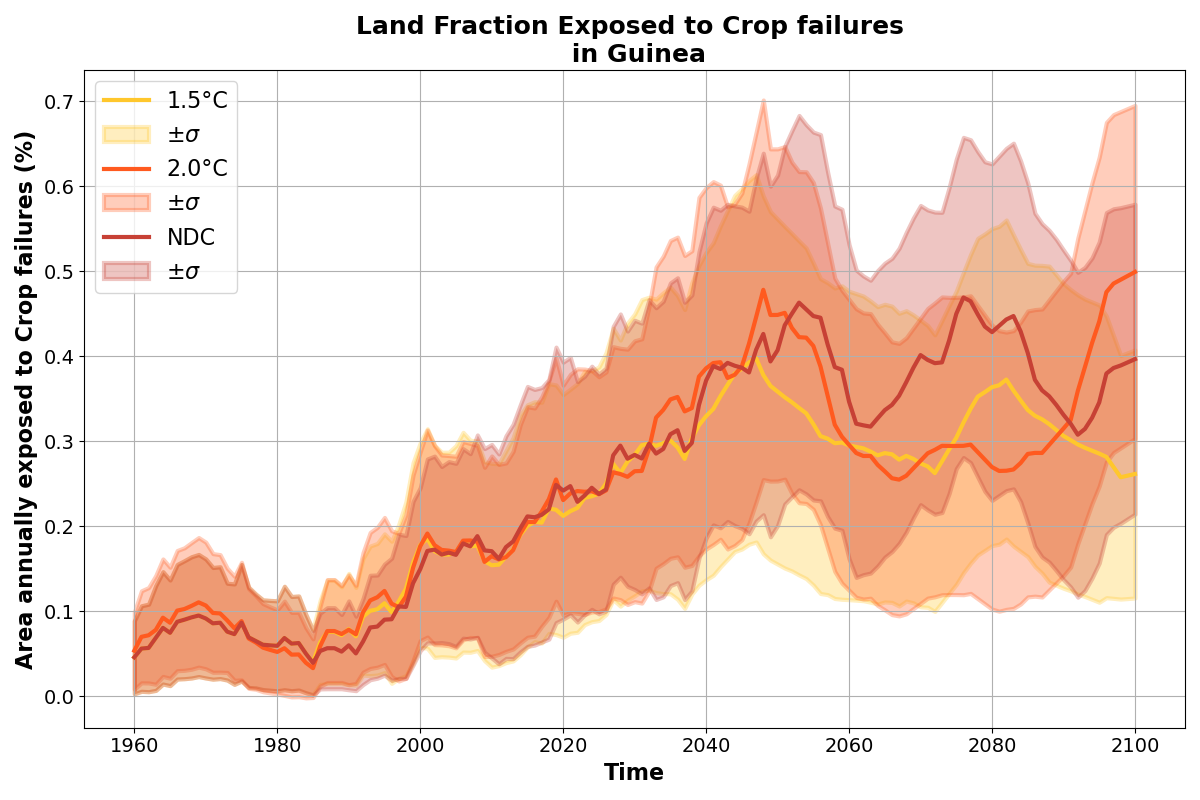 Land Fraction Exposed to Crop failures
in Guinea
Area annually exposed to Crop failures (%)
0.7
0.6
0.5
0.4
0.3
0.2
0.1
0.0
1.5°C
±σ
2.0°C
±σ
NDC
±σ
1960 1980 2000 2020 2040 2060 2080 2100
Time